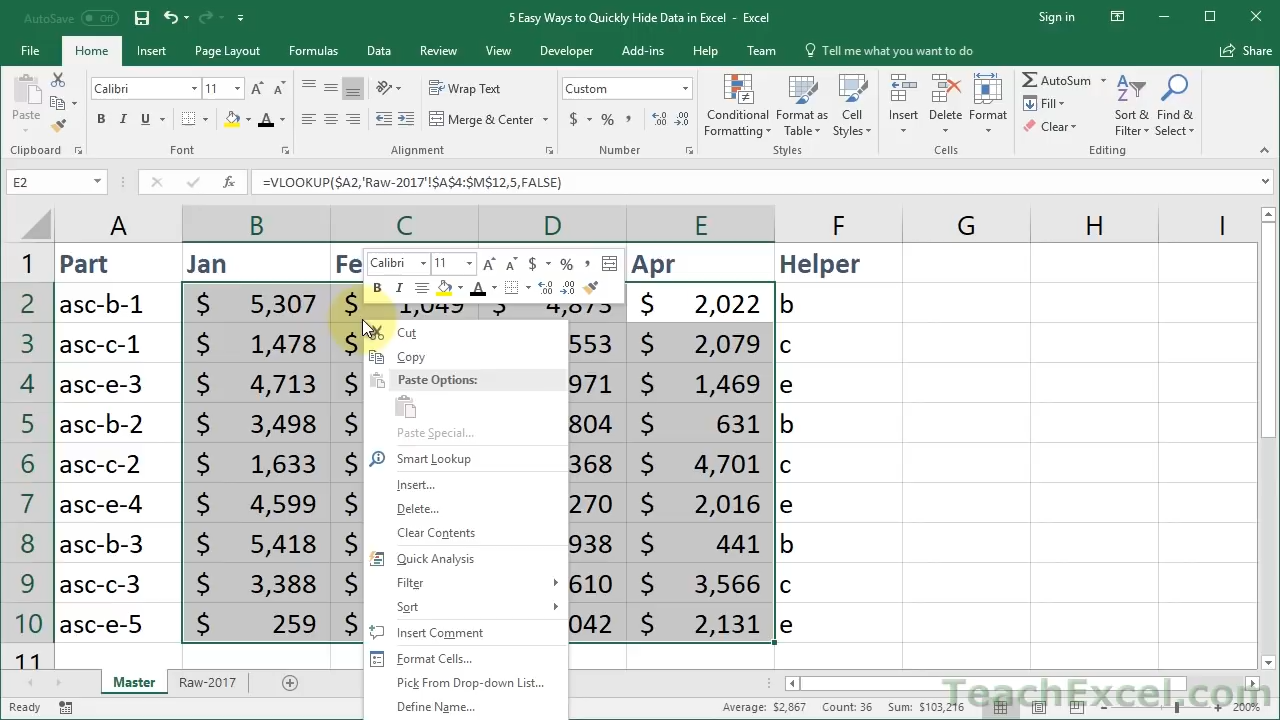 AutoSave Off 5 Easy Ways to Quickly Hide Data in Excel - Excel Sign in
File Home Insert Page Layout Formulas Data Review View Developer Add-ins Help Team Tell me what you want to do Share
Calibri 11 Wrap Text Custom AutoSum
Paste B I U Merge & Center $ % , Conditional Formatting Format as Table Cell Styles Insert Delete Format Fill Clear Sort & Filter Find & Select
Clipboard Font Alignment Number Styles Cells Editing
E2 fx =VLOOKUP($A2,'Raw-2017'!$A$4:$M$12,5,FALSE)
A B C D E F G H I
1 Part Jan Fe Apr Helper
Calibri 11 A A $ % ,
B I A
2 asc-b-1 $ 5,307 $ 1,049 $ 4,873 $ 2,022 b
3 asc-c-1 $ 1,478 $ 553 $ 2,079 c
4 asc-e-3 $ 4,713 $ 971 $ 1,469 e
5 asc-b-2 $ 3,498 $ 804 $ 631 b
6 asc-c-2 $ 1,633 $ 368 $ 4,701 c
7 asc-e-4 $ 4,599 $ 270 $ 2,016 e
8 asc-b-3 $ 5,418 $ 938 $ 441 b
9 asc-c-3 $ 3,388 $ 610 $ 3,566 c
10 asc-e-5 $ 259 $ 042 $ 2,131 e
11
Cut
Copy
Paste Options:
Paste Special...
Smart Lookup
Insert...
Delete...
Clear Contents
Quick Analysis
Filter
Sort
Insert Comment
Format Cells...
Pick From Drop-down List...
Define Name...
Master Raw-2017
Ready Average: $2,867 Count: 36 Sum: $103,216 200%
TeachExcel.com